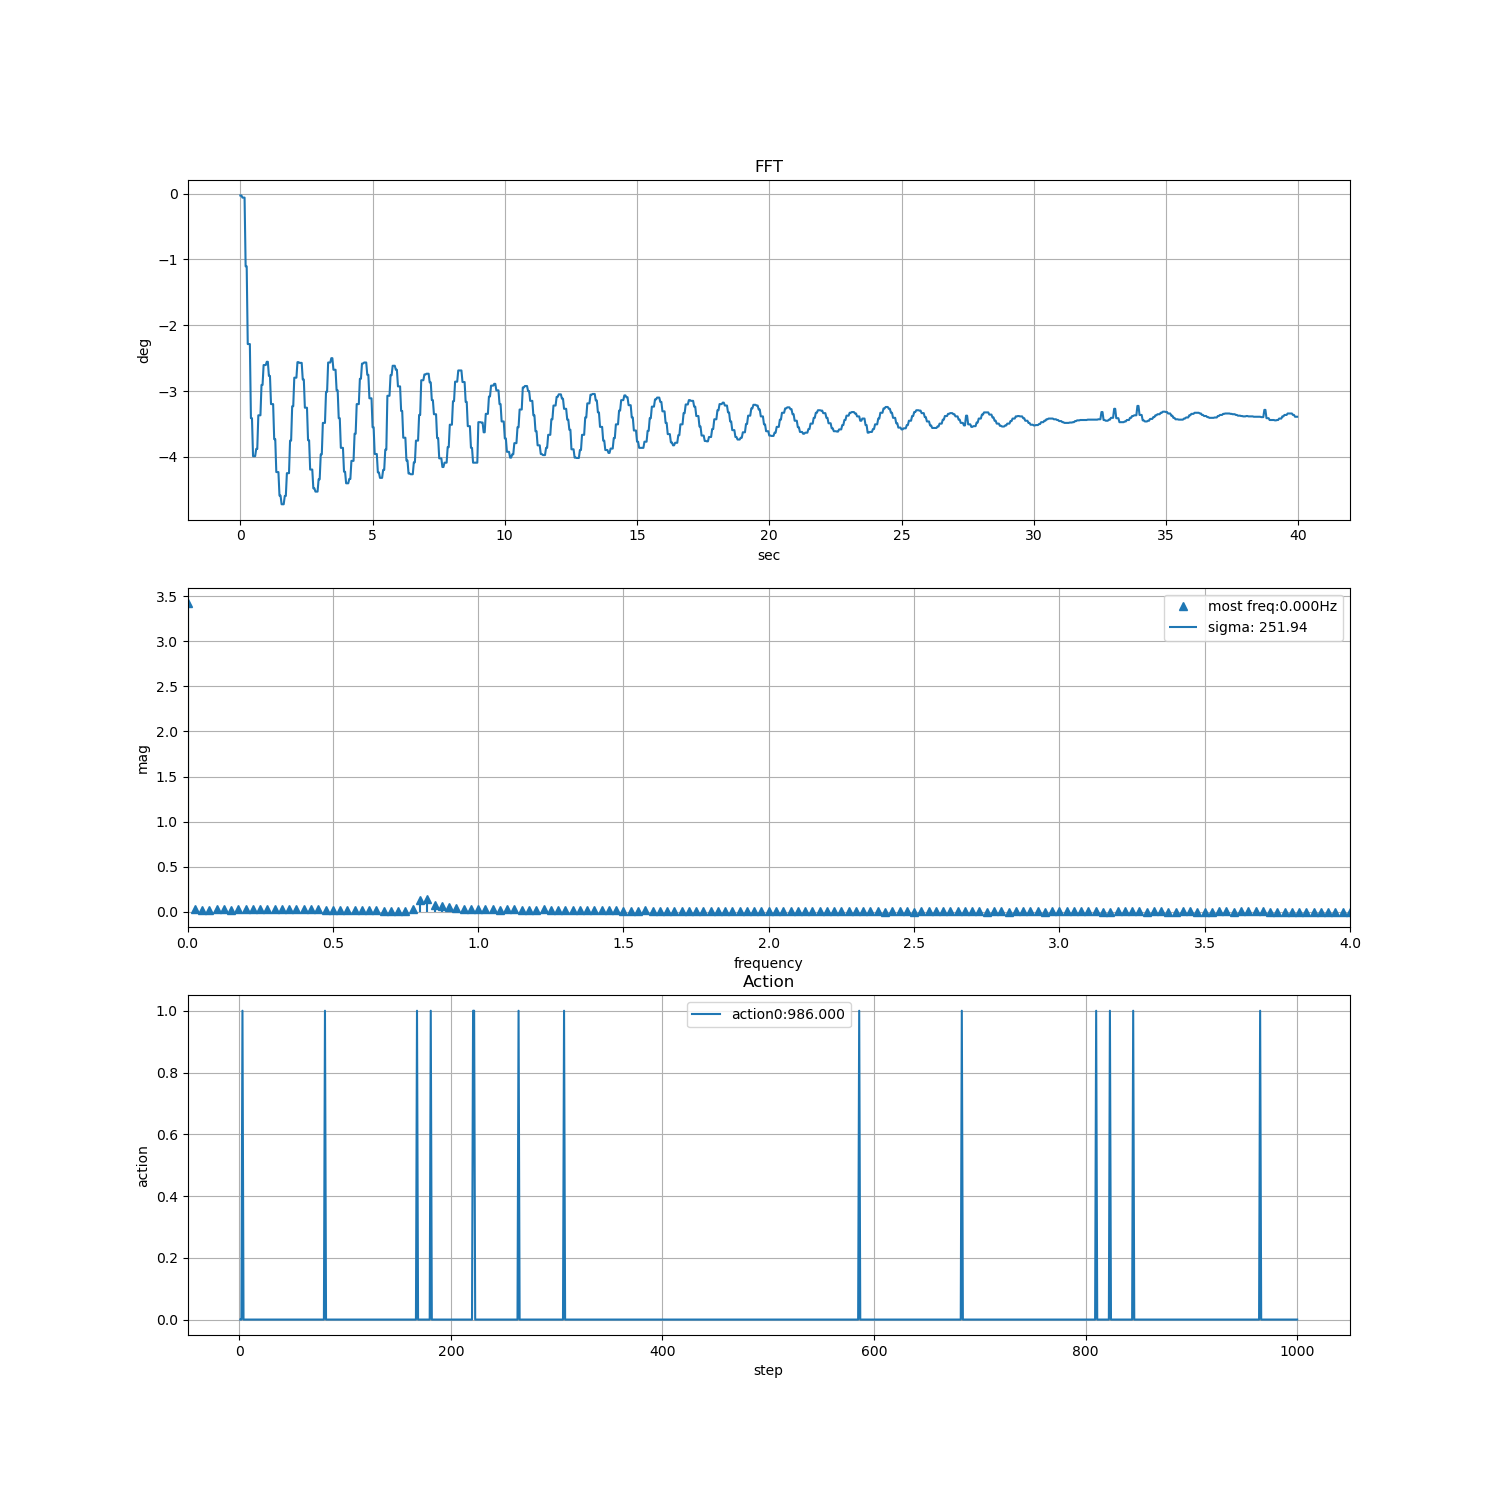 FFT
0
−1
−2
−3
−4
deg
0 5 10 15 20 25 30 35 40
sec
3.5
3.0
2.5
2.0
1.5
1.0
0.5
0.0
mag
most freq:0.000Hz
sigma: 251.94
0.0 0.5 1.0 1.5 2.0 2.5 3.0 3.5 4.0
frequency
Action
1.0
0.8
0.6
0.4
0.2
0.0
action
action0:986.000
0 200 400 600 800 1000
step